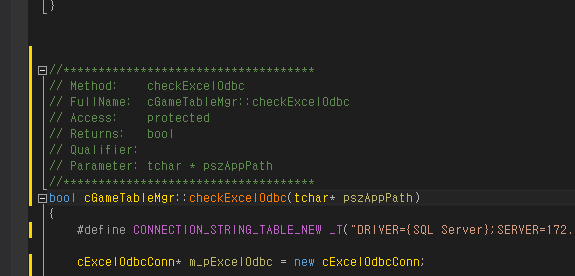 }
//************************************
// Method:    checkExcelOdbc
// FullName:  cGameTableMgr::checkExcelOdbc
// Access:    protected
// Returns:   bool
// Qualifier:
// Parameter: tchar * pszAppPath
//************************************
bool cGameTableMgr::checkExcelOdbc(tchar* pszAppPath)
{
#define CONNECTION_STRING_TABLE_NEW _T("DRIVER={SQL Server};SERVER=172.
cExcelOdbcConn* m_pExcelOdbc = new cExcelOdbcConn;